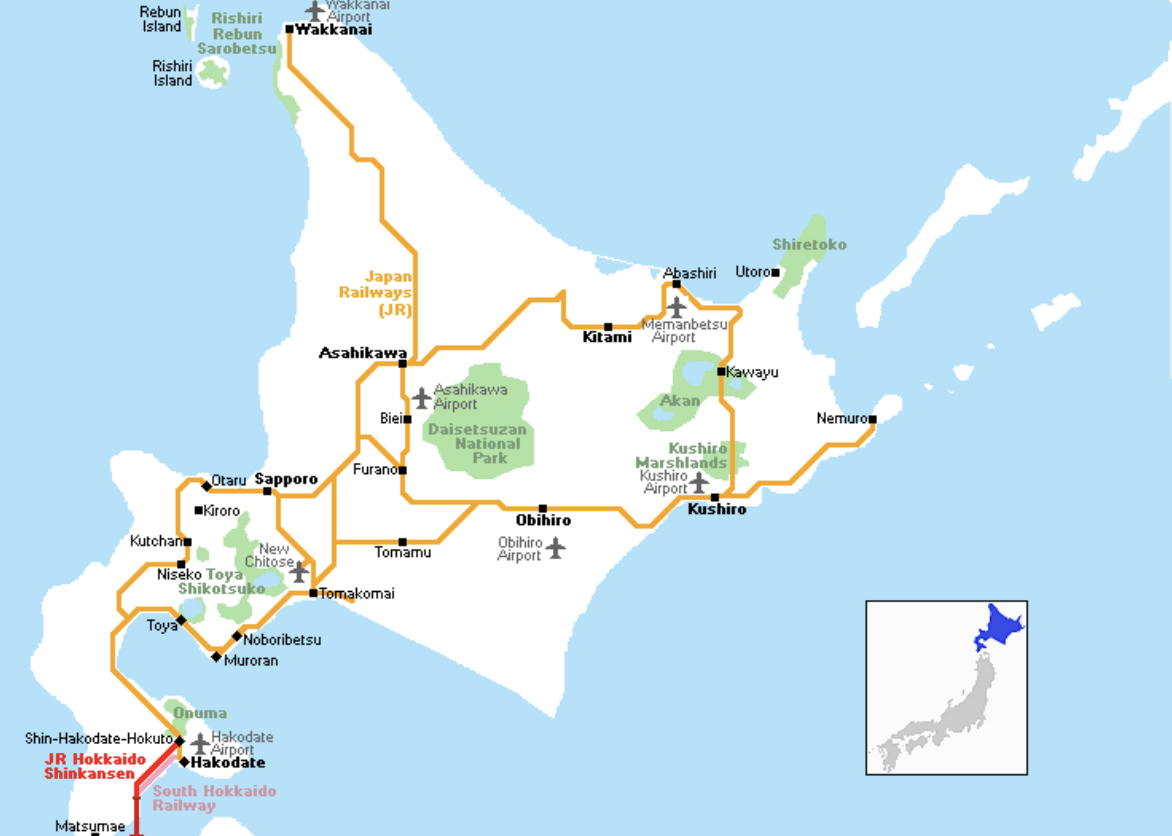 Rebun
Island
Rishiri
Rebun
Sarobetsu
Wakkanai
Airport
Wakkanai
Rishiri
Island
Shiretoko
Utoro
Abashiri
Japan
Railways
(JR)
Memanbetsu
Airport
Kitami
Asahikawa
Kawayu
Asahikawa
Airport
Akan
Biei
Daisetsuzan
National
Park
Nemuro
Kushiro
Marshlands
Kushiro
Airport
Furano
Otaru
Sapporo
Kushiro
Kiroro
Obihiro
Kutchan
New
Chitose
Tomamu
Obihiro
Airport
Niseko
Toya
Shikotsuko
Tomakomai
Toya
Noboribetsu
Muroran
Onuma
Shin-Hakodate-Hokuto
Hakodate
Airport
JR Hokkaido
Shinkansen
Hakodate
South Hokkaido
Railway
Matsumae